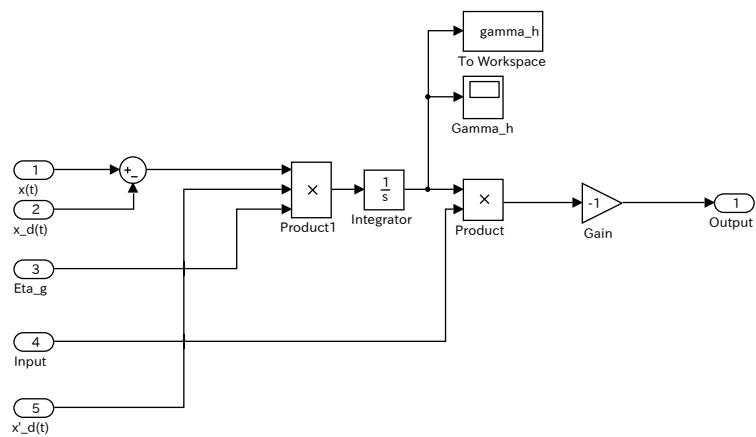 gamma_h
To Workspace
Gamma_h
1
x(t)
+
−
2
x_d(t)
×
Product1
1
s
Integrator
×
Product
-1
Gain
1
Output
3
Eta_g
4
Input
5
x'_d(t)